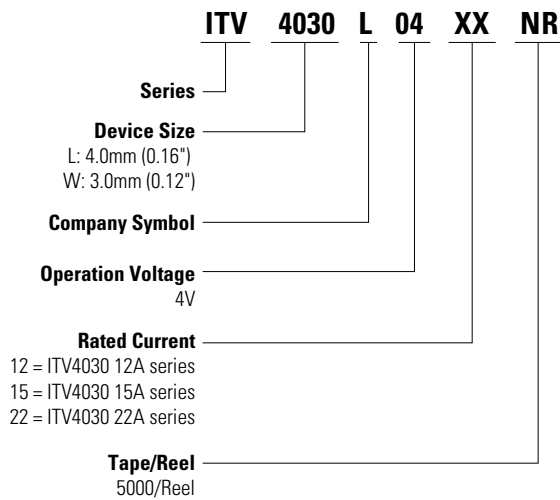 ITV 4030 L 04 XX NR
Series
Device Size
L: 4.0mm (0.16")
W: 3.0mm (0.12")
Company Symbol
Operation Voltage
4V
Rated Current
12 = ITV4030 12A series
15 = ITV4030 15A series
22 = ITV4030 22A series
Tape/Reel
5000/Reel